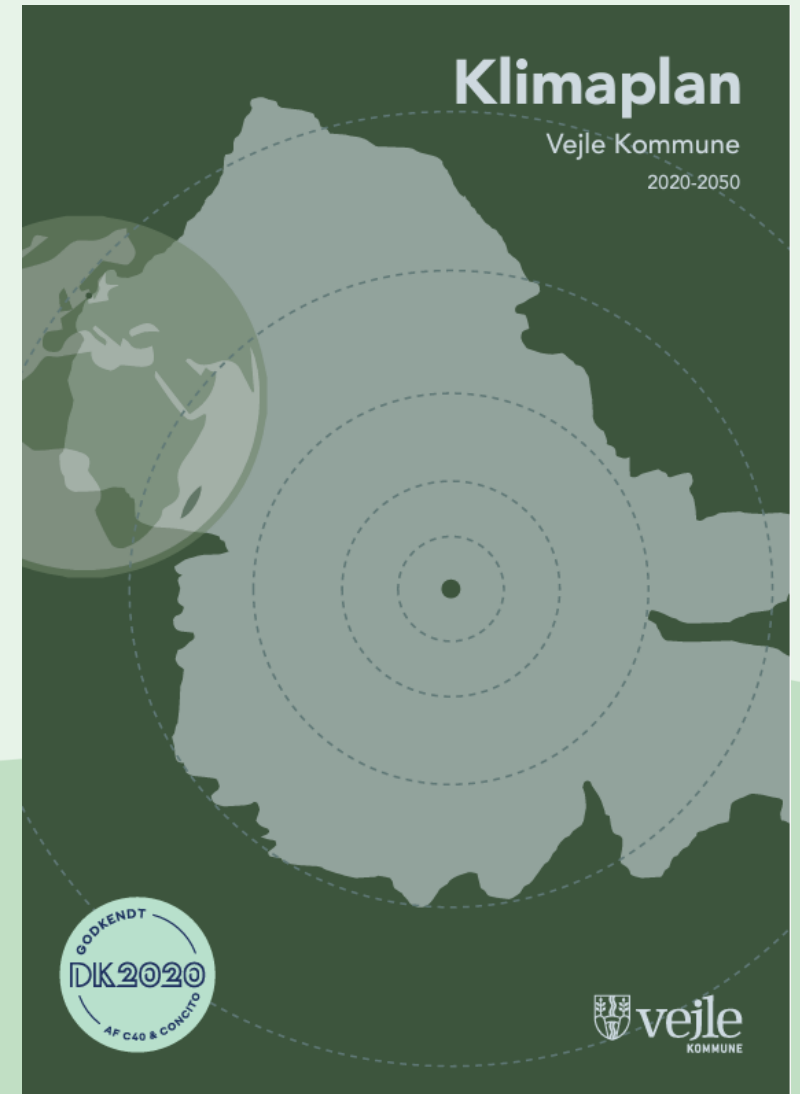 Klimaplan
Vejle Kommune
2020-2050
GODKENDT
DK2020
AF C40 & CONCITO
vejle
KOMMUNE